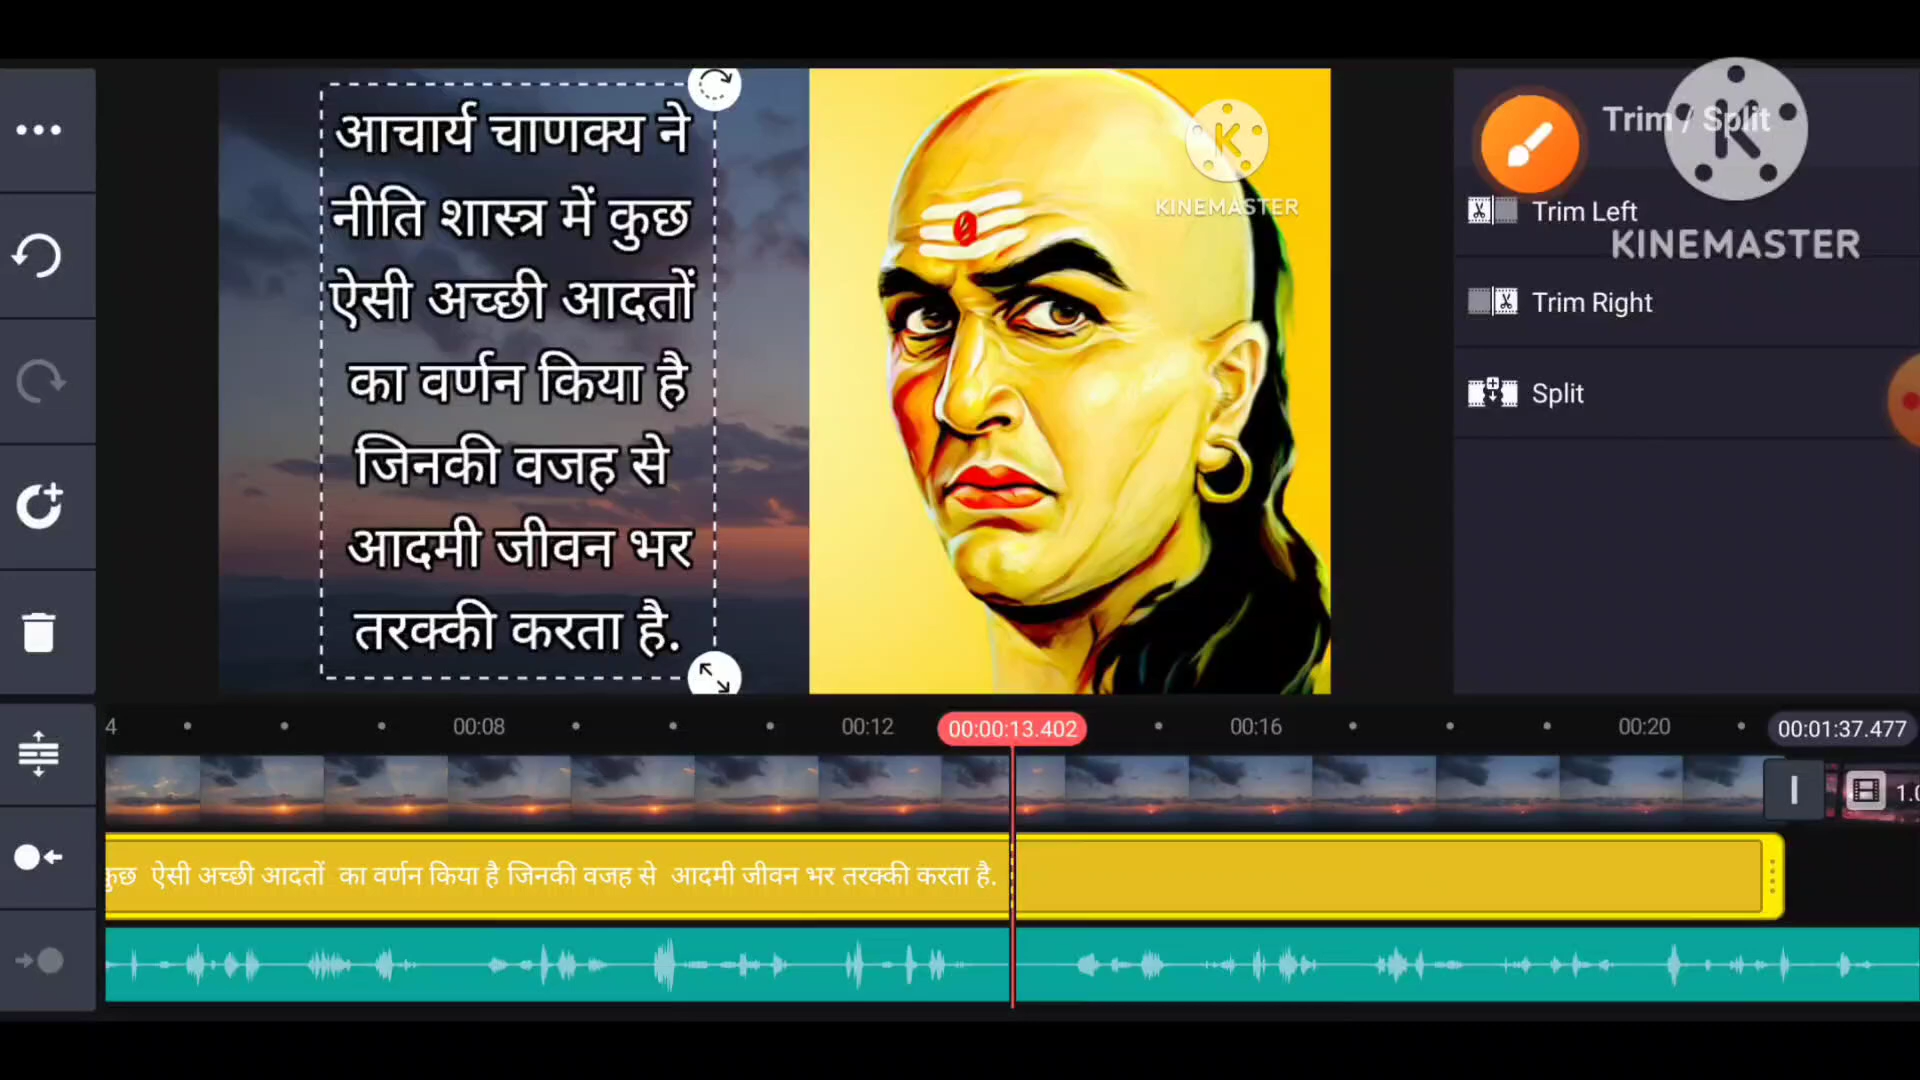 आचार्य चाणक्य ने
नीति शास्त्र में कुछ
ऐसी अच्छी आदतों
का वर्णन किया है
जिनकी वजह से
आदमी जीवन भर
तरक्की करता है.
KINEMASTER
Trim / Split
Trim Left
KINEMASTER
Trim Right
Split
4
00:08
00:12
00:00:13.402
00:16
00:20
00:01:37.477
1.0
कुछ ऐसी अच्छी आदतों का वर्णन किया है जिनकी वजह से आदमी जीवन भर तरक्की करता है.